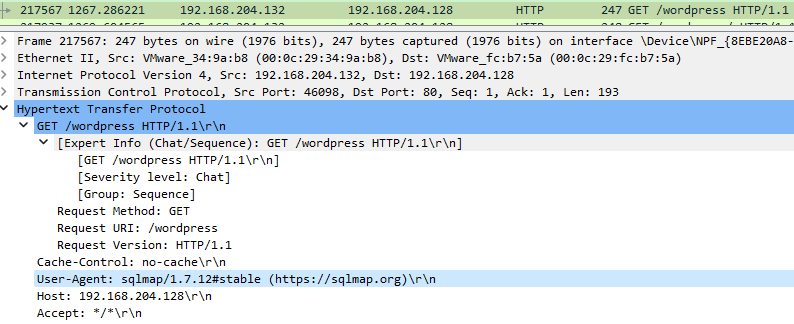 217567 1267.286221 192.168.204.132 192.168.204.128 HTTP 247 GET /wordpress HTTP/1.1
Frame 217567: 247 bytes on wire (1976 bits), 247 bytes captured (1976 bits) on interface \Device\NPF_{8EBE20A8-
Ethernet II, Src: VMware_34:9a:b8 (00:0c:29:34:9a:b8), Dst: VMware_fc:b7:5a (00:0c:29:fc:b7:5a)
Internet Protocol Version 4, Src: 192.168.204.132, Dst: 192.168.204.128
Transmission Control Protocol, Src Port: 46098, Dst Port: 80, Seq: 1, Ack: 1, Len: 193
Hypertext Transfer Protocol
GET /wordpress HTTP/1.1\r\n
[Expert Info (Chat/Sequence): GET /wordpress HTTP/1.1\r\n]
[GET /wordpress HTTP/1.1\r\n]
[Severity level: Chat]
[Group: Sequence]
Request Method: GET
Request URI: /wordpress
Request Version: HTTP/1.1
Cache-Control: no-cache\r\n
User-Agent: sqlmap/1.7.12#stable (https://sqlmap.org)\r\n
Host: 192.168.204.128\r\n
Accept: */*\r\n